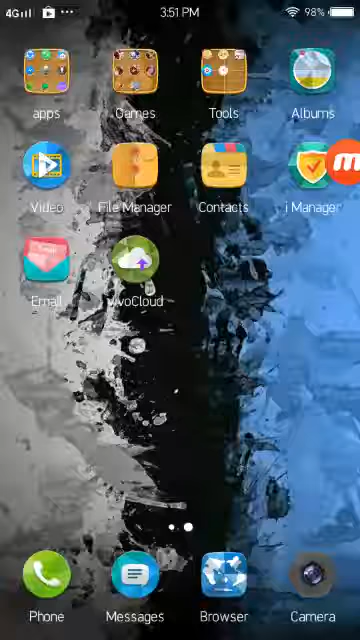 4G 3:51 PM 98%
apps Games Tools Albums
Video File Manager Contacts i Manager
Email vivoCloud
Phone Messages Browser Camera